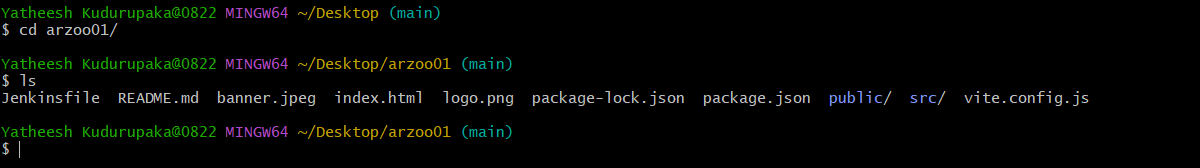 Yatheesh Kudurupaka@0822 MINGW64 ~/Desktop (main)
$ cd arzoo01/
Yatheesh Kudurupaka@0822 MINGW64 ~/Desktop/arzoo01 (main)
$ ls
Jenkinsfile  README.md  banner.jpeg  index.html  logo.png  package-lock.json  package.json  public/  src/  vite.config.js
Yatheesh Kudurupaka@0822 MINGW64 ~/Desktop/arzoo01 (main)
$